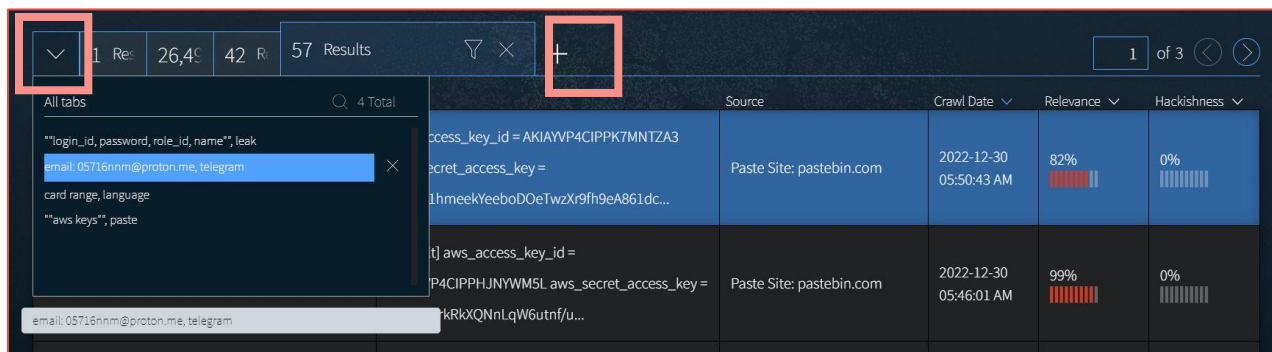 1 Res
26,49
42 R
57 Results
1 of 3
All tabs
4 Total
""login_id, password, role_id, name"", leak
email: 05716nnm@proton.me, telegram
card range, language
""aws keys"", paste
email: 05716nnm@proton.me, telegram
Source
Crawl Date
Relevance
Hackishness
ccess_key_id = AKIAYVP4CIPPK7MNTZA3
ecret_access_key =
1hmeekYeeboDOeTwzXr9fh9eA861dc...
Paste Site: pastebin.com
2022-12-30
05:50:43 AM
82%
0%
t] aws_access_key_id =
P4CIPPHJNYWM5L aws_secret_access_key =
rkRkXQNnLqW6utnf/u...
Paste Site: pastebin.com
2022-12-30
05:46:01 AM
99%
0%